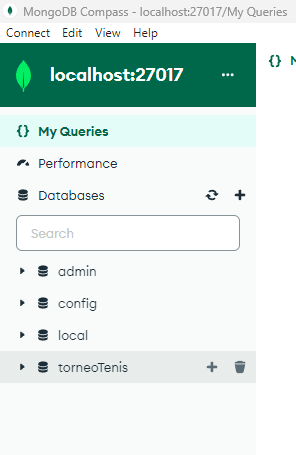 MongoDB Compass - localhost:27017/My Queries
Connect Edit View Help
localhost:27017 ...
{} My Queries
Performance
Databases
Search
admin
config
local
torneoTenis